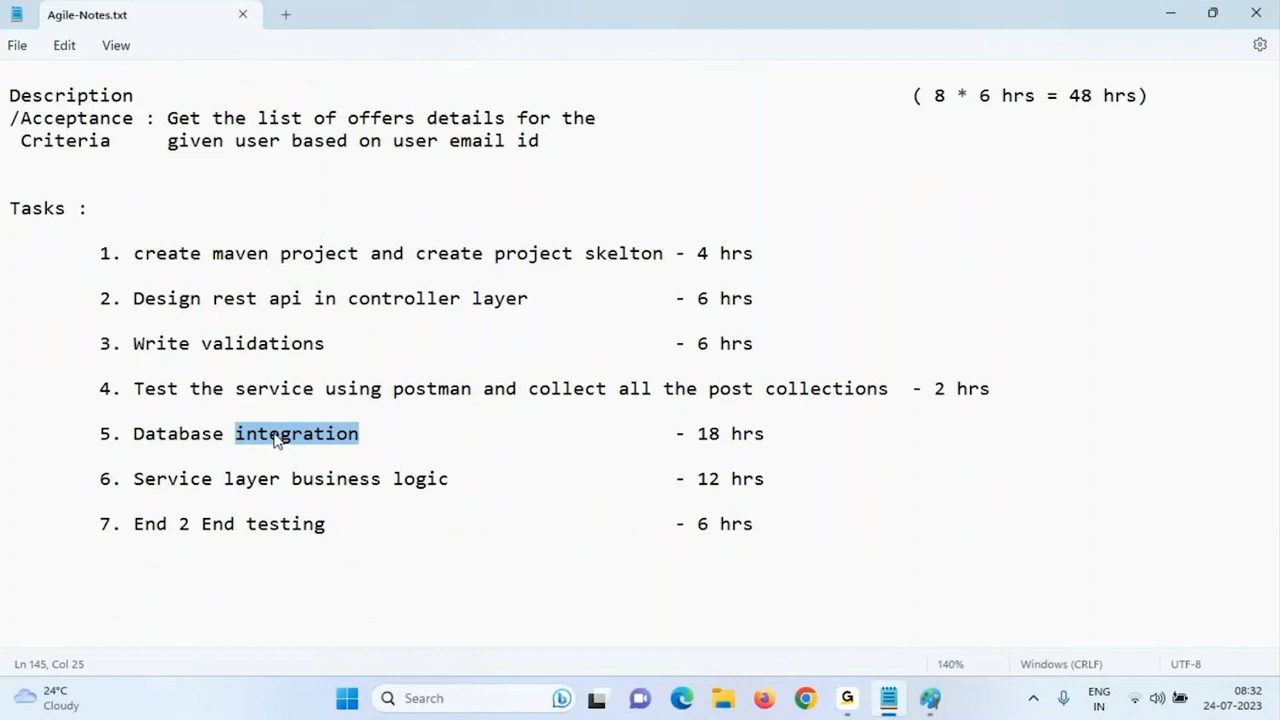 Agile-Notes.txt
File Edit View
Description ( 8 * 6 hrs = 48 hrs)
/Acceptance : Get the list of offers details for the
Criteria given user based on user email id
Tasks :
1. create maven project and create project skelton - 4 hrs
2. Design rest api in controller layer - 6 hrs
3. Write validations - 6 hrs
4. Test the service using postman and collect all the post collections - 2 hrs
5. Database integration - 18 hrs
6. Service layer business logic - 12 hrs
7. End 2 End testing - 6 hrs
Ln 145, Col 25 140% Windows (CRLF) UTF-8
24°C
Cloudy
Search
G
ENG
IN
08:32
24-07-2023